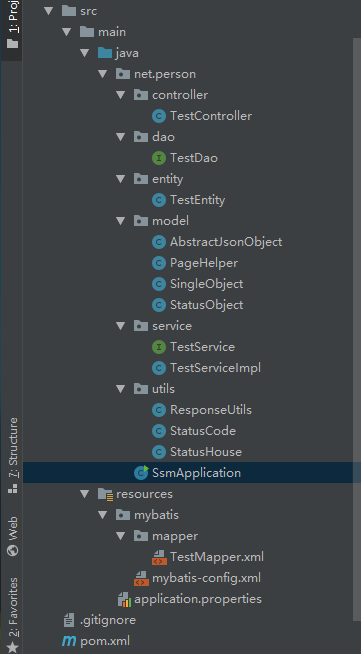 1: Proj
src
main
java
net.person
controller
TestController
dao
TestDao
entity
TestEntity
model
AbstractJsonObject
PageHelper
SingleObject
StatusObject
service
TestService
TestServiceImpl
utils
ResponseUtils
StatusCode
StatusHouse
SsmApplication
resources
mybatis
mapper
TestMapper.xml
mybatis-config.xml
application.properties
.gitignore
pom.xml
7: Structure
Web
2: Favorites